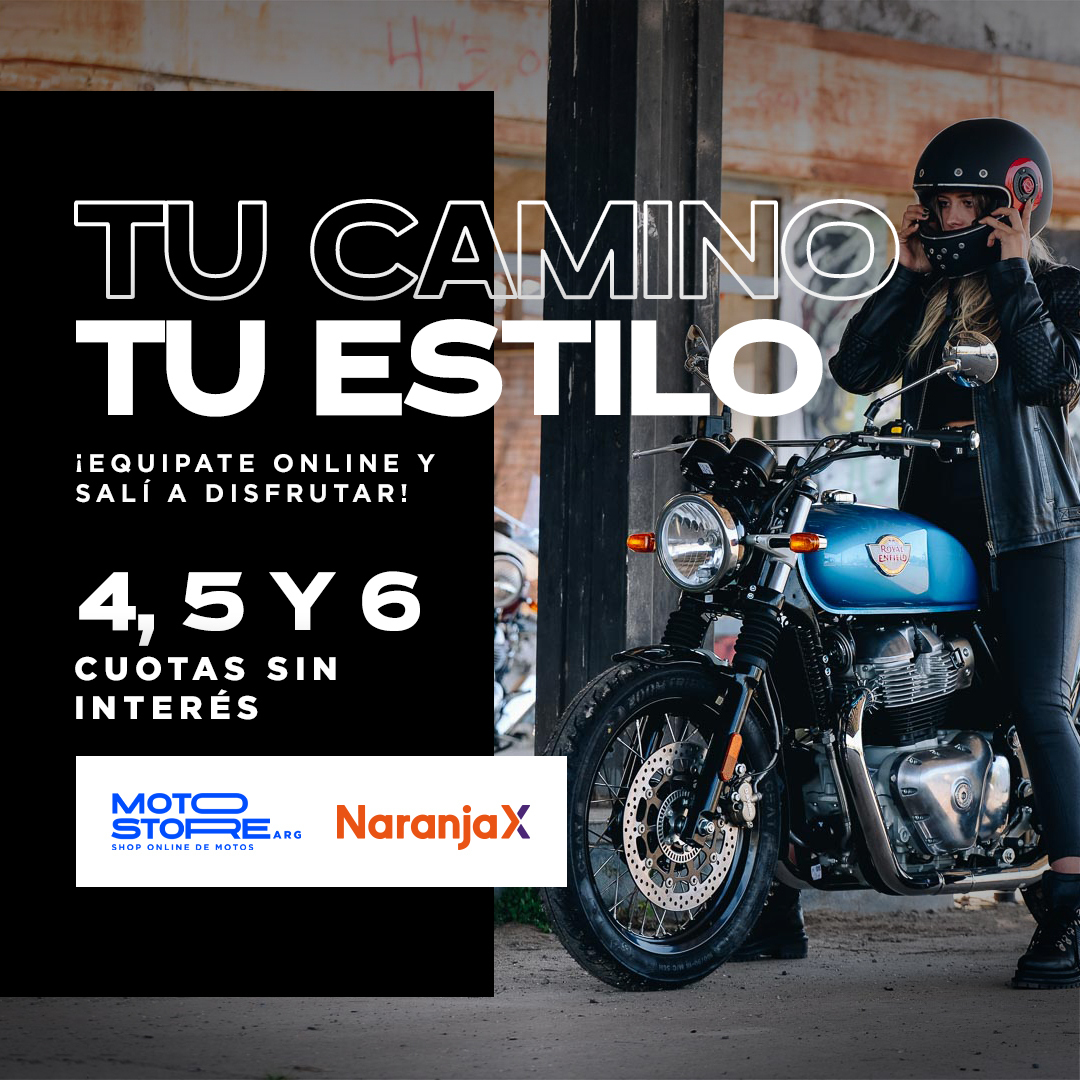 TU CAMINO
TU ESTILO
¡EQUIPATE ONLINE Y
SALÍ A DISFRUTAR!
4, 5 Y 6
CUOTAS SIN
INTERÉS
MOTO
STORE ARG
SHOP ONLINE DE MOTOS
NaranjaX
ROYAL
ENFIELD